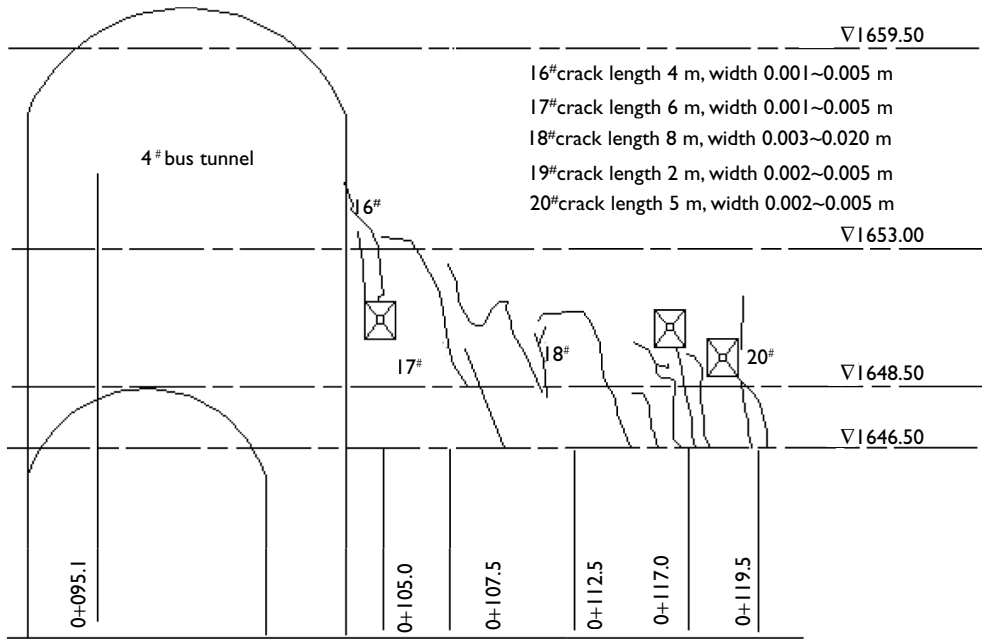 ∇1659.50
16#crack length 4 m, width 0.001~0.005 m
17#crack length 6 m, width 0.001~0.005 m
18#crack length 8 m, width 0.003~0.020 m
19#crack length 2 m, width 0.002~0.005 m
20#crack length 5 m, width 0.002~0.005 m
4# bus tunnel
16#
∇1653.00
17#
18#
20#
∇1648.50
∇1646.50
0+095.1
0+105.0
0+107.5
0+112.5
0+117.0
0+119.5